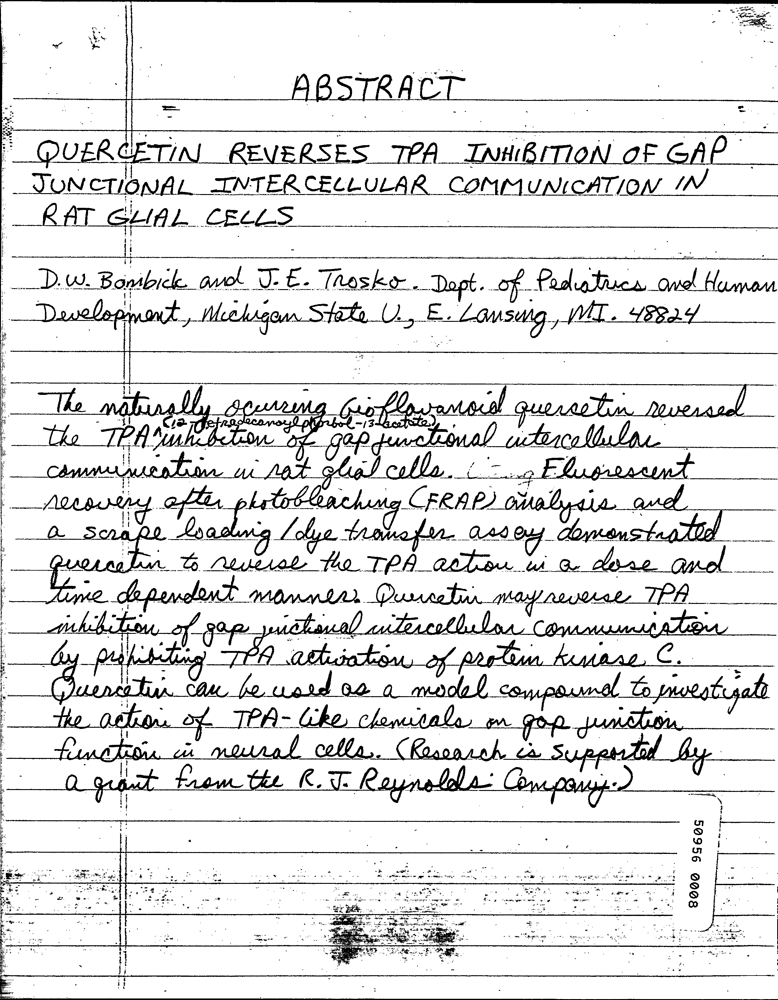 ABSTRACT
QUERCETIN REVERSES TPA INHIBITION OF GAP
JUNCTIONAL INTERCELLULAR COMMUNICATION IN
RAT GLIAL CELLS
D.W. Bombick and J.E. Trosko. Dept. of Pediatrics and Human
Development, Michigan State U., E. Lansing, MI. 48824
The naturally ocurring bioflavanoid quercetin reversed
(12-tetradecanoylphorbol-13-acetate)
the TPA inhibition of gap junctional intercellular
communication in rat glial cells. Fluorescent
recovery after photobleaching (FRAP) analysis and
a scrape loading/dye transfer assay demonstrated
quercetin to reverse the TPA action in a dose and
time dependent manner. Quercetin may reverse TPA
inhibition of gap junctional intercellular communication
by prohibiting TPA activation of protein kinase C.
Quercetin can be used as a model compound to investigate
the action of TPA-like chemicals on gap junction
function in neural cells. (Research is supported by
a grant from the R.J. Reynolds Company.)
50956 0008